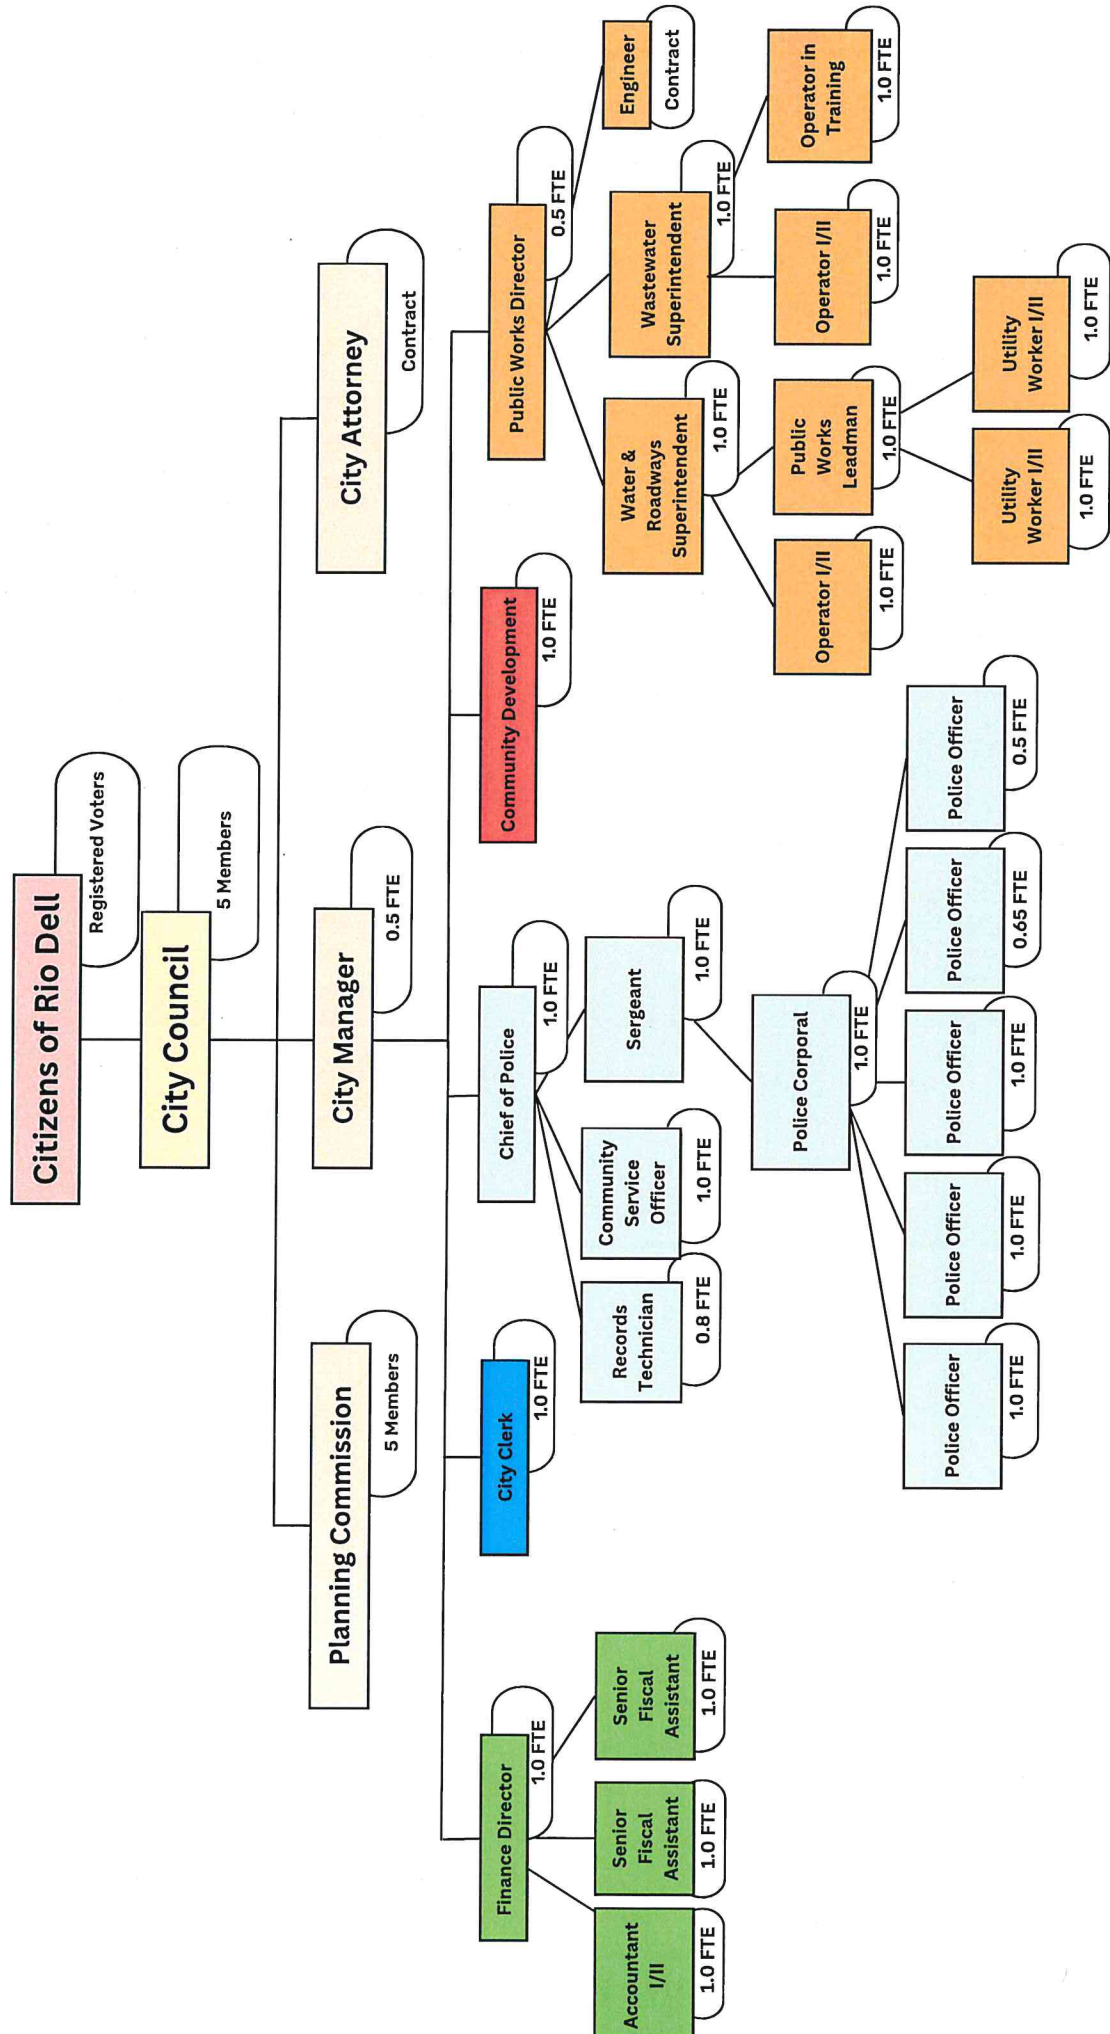 Citizens of Rio Dell
Registered Voters
City Council
5 Members
Planning Commission
5 Members
City Manager
0.5 FTE
City Attorney
Contract
Finance Director
1.0 FTE
City Clerk
1.0 FTE
Chief of Police
1.0 FTE
Community Development
1.0 FTE
Public Works Director
0.5 FTE
Accountant
I/II
1.0 FTE
Senior
Fiscal
Assistant
1.0 FTE
Senior
Fiscal
Assistant
1.0 FTE
Records
Technician
0.8 FTE
Community
Service
Officer
1.0 FTE
Sergeant
1.0 FTE
Water &
Roadways
Superintendent
1.0 FTE
Wastewater
Superintendent
1.0 FTE
Engineer
Contract
Police Corporal
1.0 FTE
Operator I/II
1.0 FTE
Public
Works
Leadman
1.0 FTE
Operator I/II
1.0 FTE
Operator in
Training
1.0 FTE
Police Officer
1.0 FTE
Police Officer
1.0 FTE
Police Officer
1.0 FTE
Police Officer
0.65 FTE
Police Officer
0.5 FTE
Utility
Worker I/II
1.0 FTE
Utility
Worker I/II
1.0 FTE